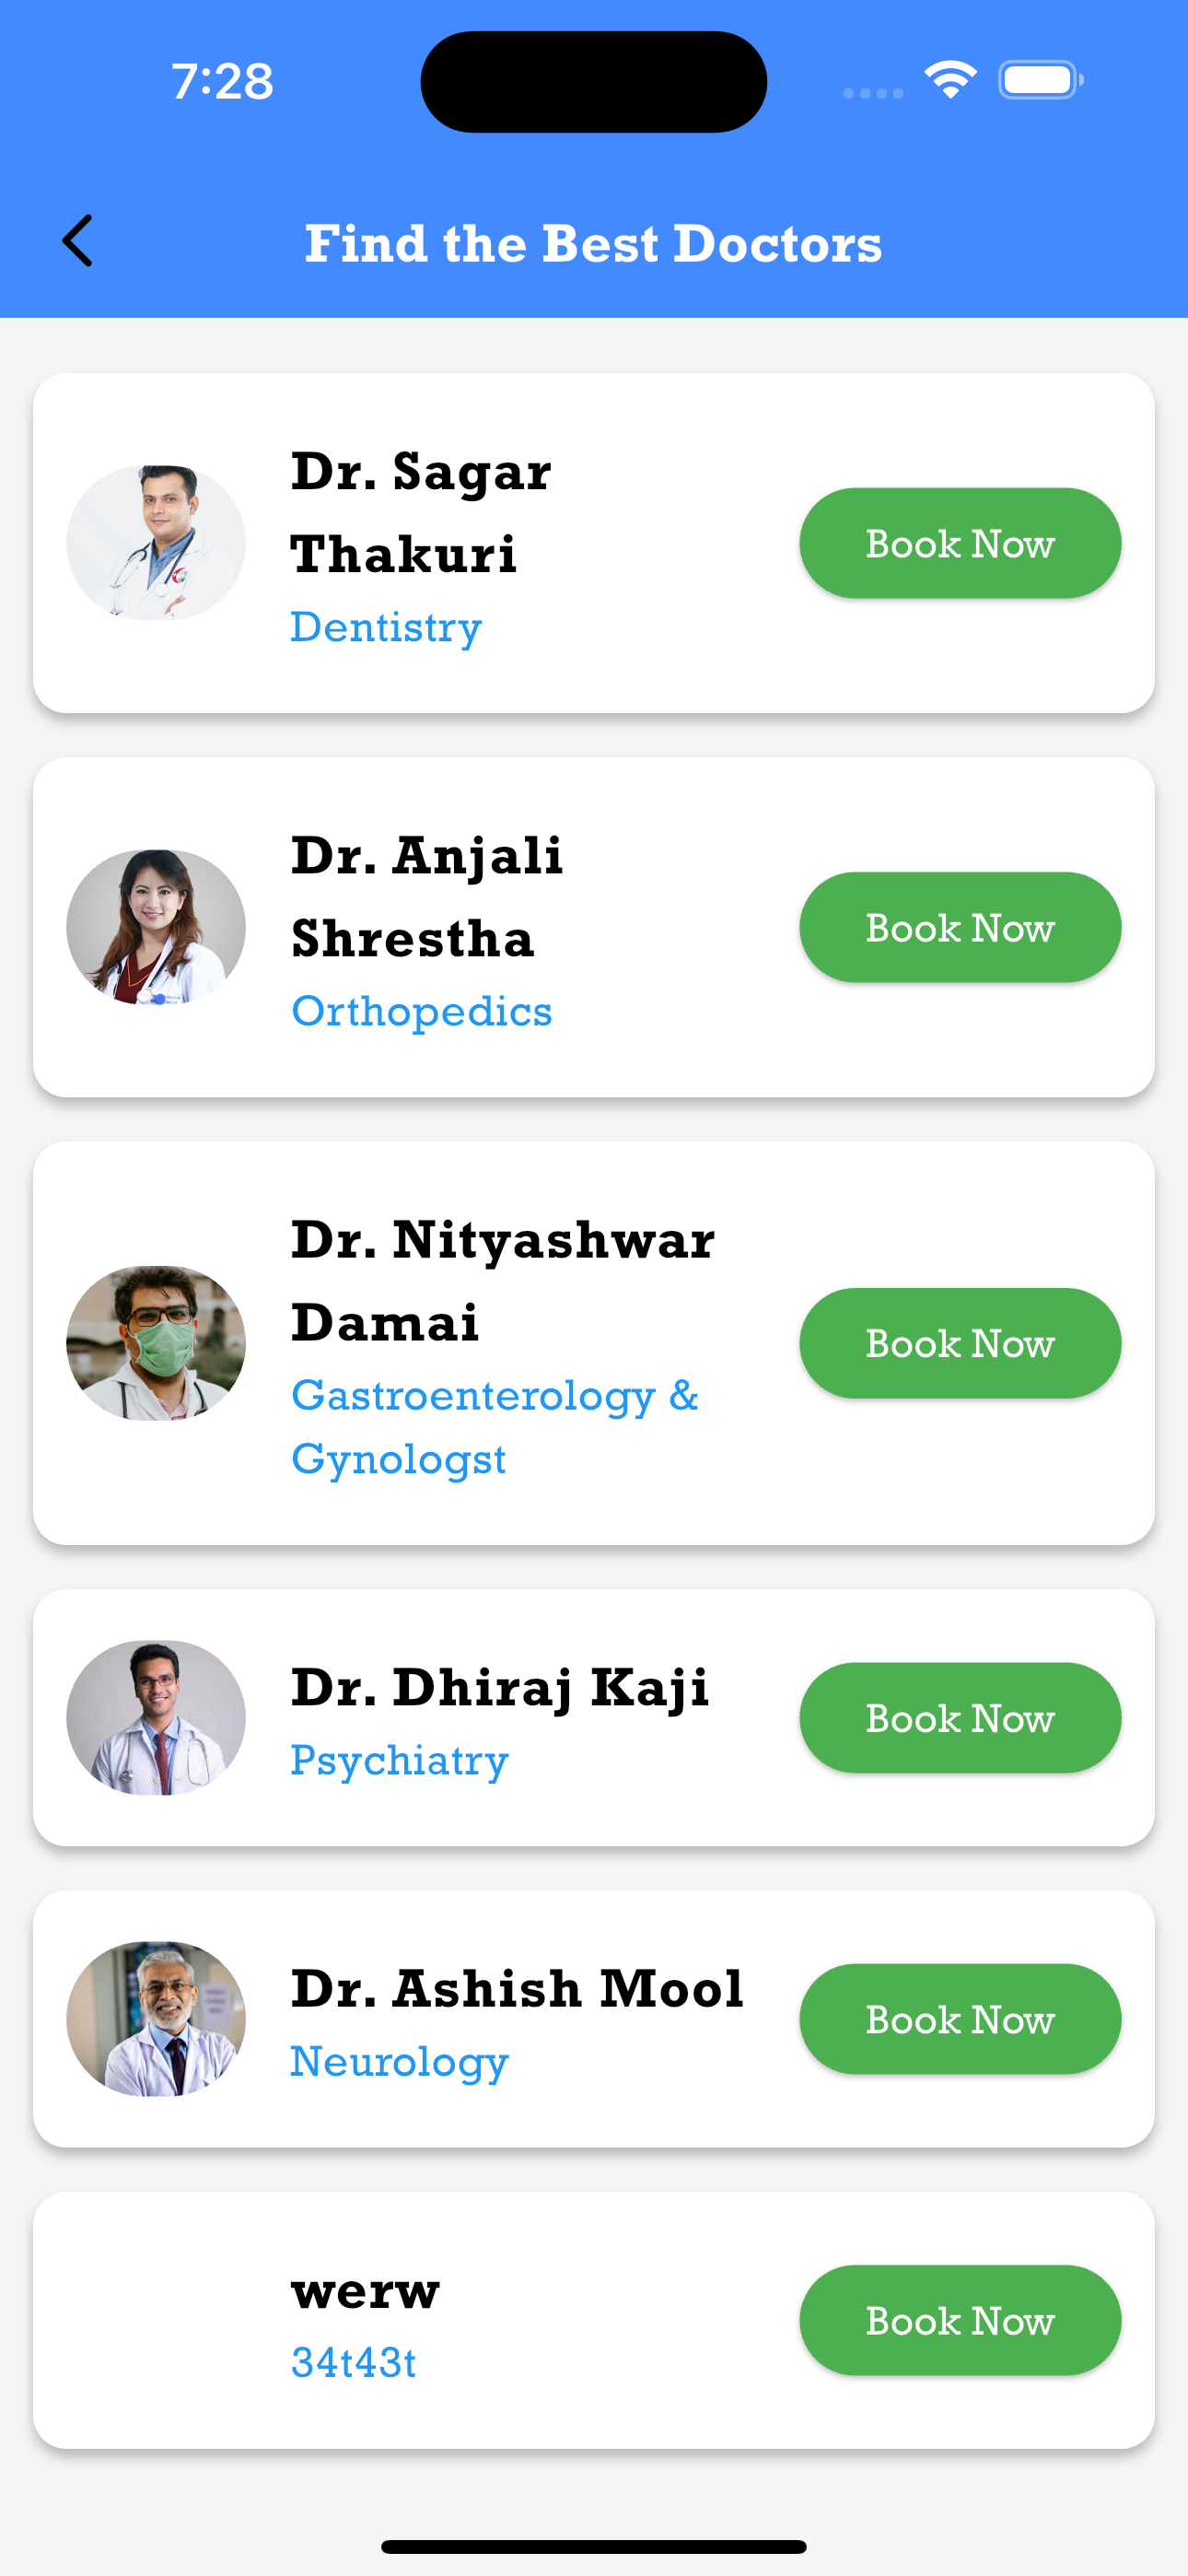 7:28
Find the Best Doctors
Dr. Sagar
Thakuri
Dentistry
Book Now
Dr. Anjali
Shrestha
Orthopedics
Book Now
Dr. Nityashwar
Damai
Gastroenterology &
Gynologst
Book Now
Dr. Dhiraj Kaji
Psychiatry
Book Now
Dr. Ashish Mool
Neurology
Book Now
werw
34t43t
Book Now